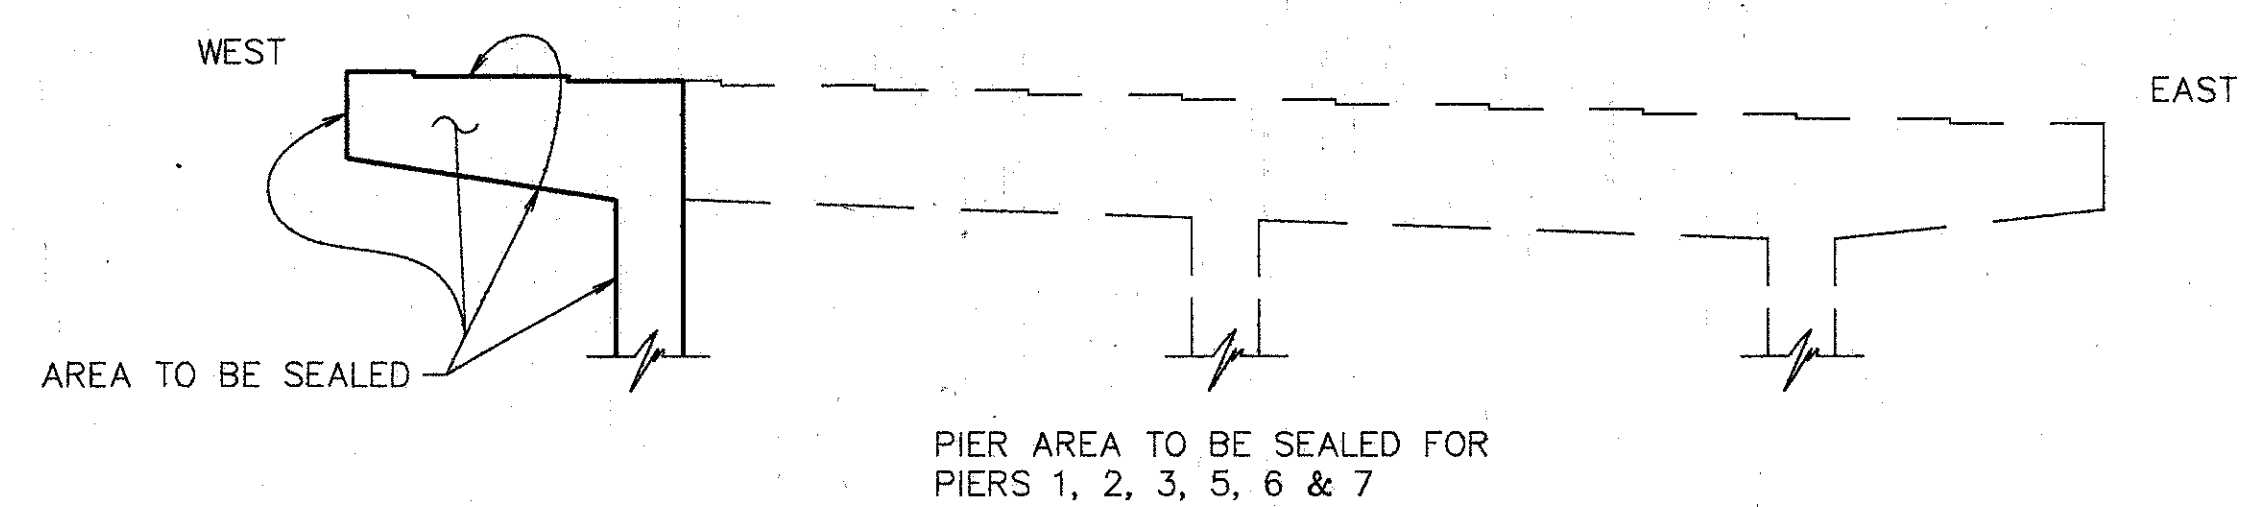 WEST
EAST
AREA TO BE SEALED
PIER AREA TO BE SEALED FOR
PIERS 1, 2, 3, 5, 6 & 7